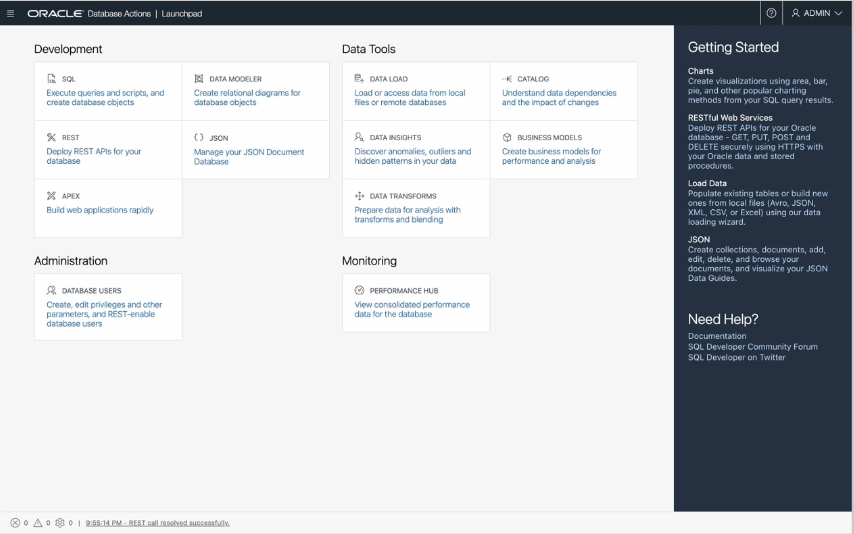 ORACLE Database Actions | Launchpad
ADMIN
Development
SQL
Execute queries and scripts, and
create database objects
DATA MODELER
Create relational diagrams for
database objects
REST
Deploy REST APIs for your
database
JSON
Manage your JSON Document
Database
APEX
Build web applications rapidly
Data Tools
DATA LOAD
Load or access data from local
files or remote databases
CATALOG
Understand data dependencies
and the impact of changes
DATA INSIGHTS
Discover anomalies, outliers and
hidden patterns in your data
BUSINESS MODELS
Create business models for
performance and analysis
DATA TRANSFORMS
Prepare data for analysis with
transforms and blending
Administration
DATABASE USERS
Create, edit privileges and other
parameters, and REST-enable
database users
Monitoring
PERFORMANCE HUB
View consolidated performance
data for the database
Getting Started
Charts
Create visualizations using area, bar,
pie, and other popular charting
methods from your SQL query results.
RESTful Web Services
Deploy REST APIs for your Oracle
database - GET, PUT, POST and
DELETE securely using HTTPS with
your Oracle data and stored
procedures.
Load Data
Populate existing tables or build new
ones from local files (Avro, JSON,
XML, CSV, or Excel) using our data
loading wizard.
JSON
Create collections, documents, add,
edit, delete, and browse your
documents, and visualize your JSON
Data Guides.
Need Help?
Documentation
SQL Developer Community Forum
SQL Developer on Twitter
0 0 0 | 9:55:14 PM - REST call resolved successfully.